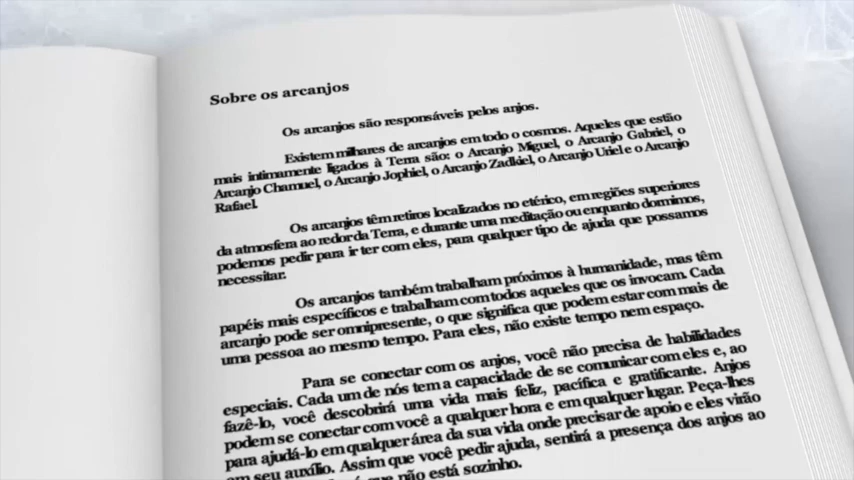 Sobre os arcanjos
Os arcanjos são responsáveis pelos anjos.
Existem milhares de arcanjos em todo o cosmos. Aqueles que estão
mais intimamente ligados à Terra são: o Arcanjo Miguel, o Arcanjo Gabriel, o
Arcanjo Chamuel, o Arcanjo Jophiel, o Arcanjo Zadkiel, o Arcanjo Uriel e o Arcanjo
Rafael.
Os arcanjos têm retiros localizados no etérico, em regiões superiores
da atmosfera ao redor da Terra, e durante uma meditação ou enquanto dormimos,
podemos pedir para ir ter com eles, para qualquer tipo de ajuda que possamos
necessitar.
Os arcanjos também trabalham próximos à humanidade, mas têm
papéis mais específicos e trabalham com todos aqueles que os invocam. Cada
arcanjo pode ser omnipresente, o que significa que podem estar com mais de
uma pessoa ao mesmo tempo. Para eles, não existe tempo nem espaço.
Para se conectar com os anjos, você não precisa de habilidades
especiais. Cada um de nós tem a capacidade de se comunicar com eles e, ao
fazê-lo, você descobrirá uma vida mais feliz, pacífica e gratificante. Anjos
podem se conectar com você a qualquer hora e em qualquer lugar. Peça-lhes
para ajudá-lo em qualquer área da sua vida onde precisar de apoio e eles virão
em seu auxílio. Assim que você pedir ajuda, sentirá a presença dos anjos ao
que não está sozinho.